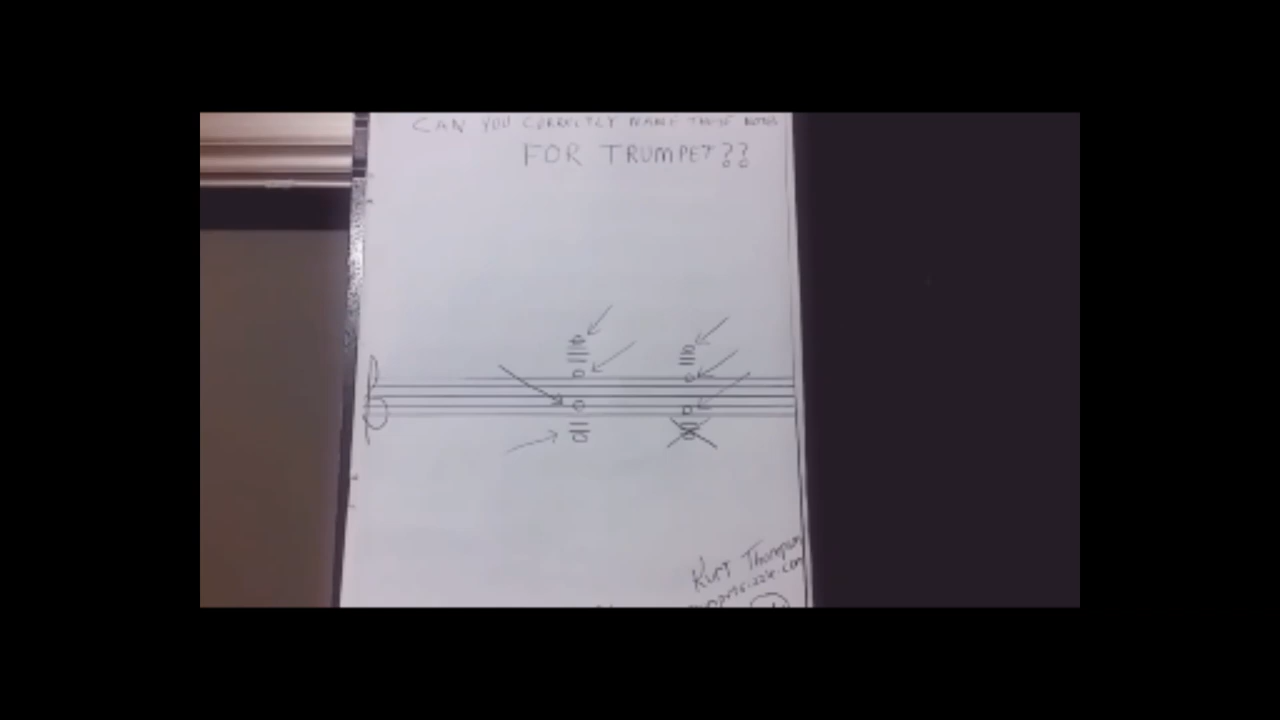 CAN YOU CORRECTLY NAME THESE NOTES
FOR TRUMPET??
Kurt Thompson